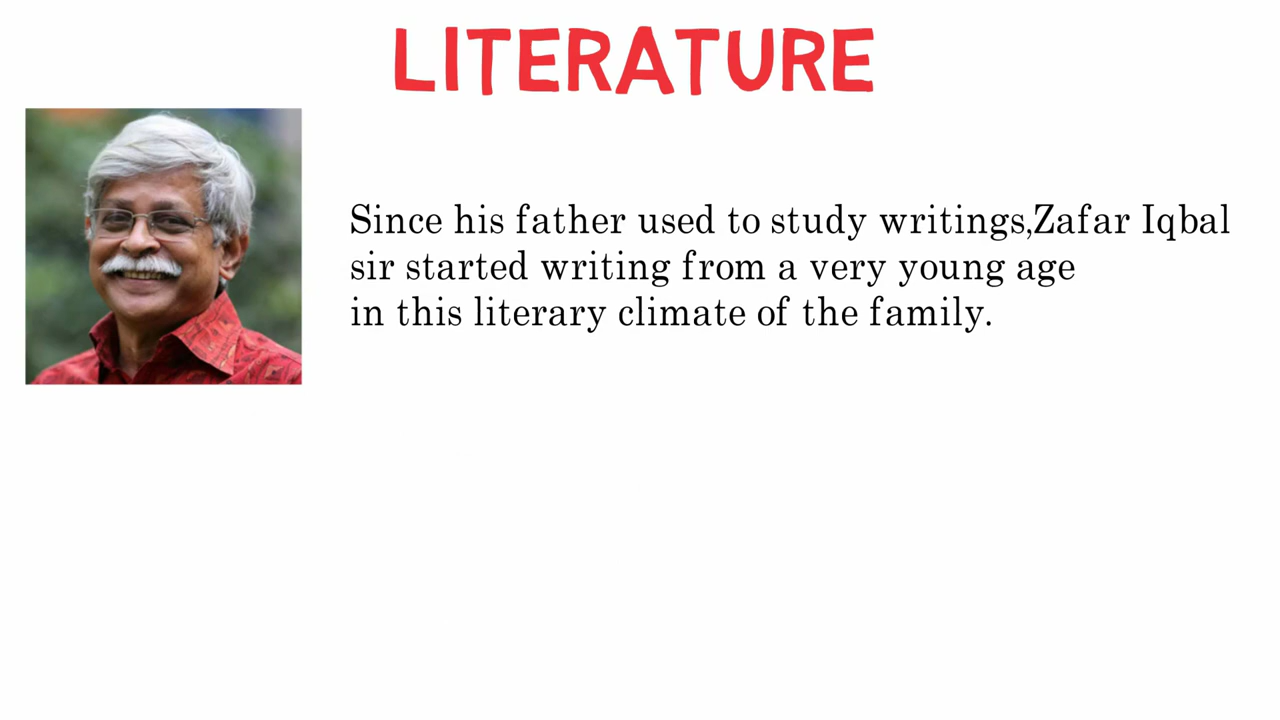 LITERATURE
Since his father used to study writings,Zafar Iqbal
sir started writing from a very young age
in this literary climate of the family.